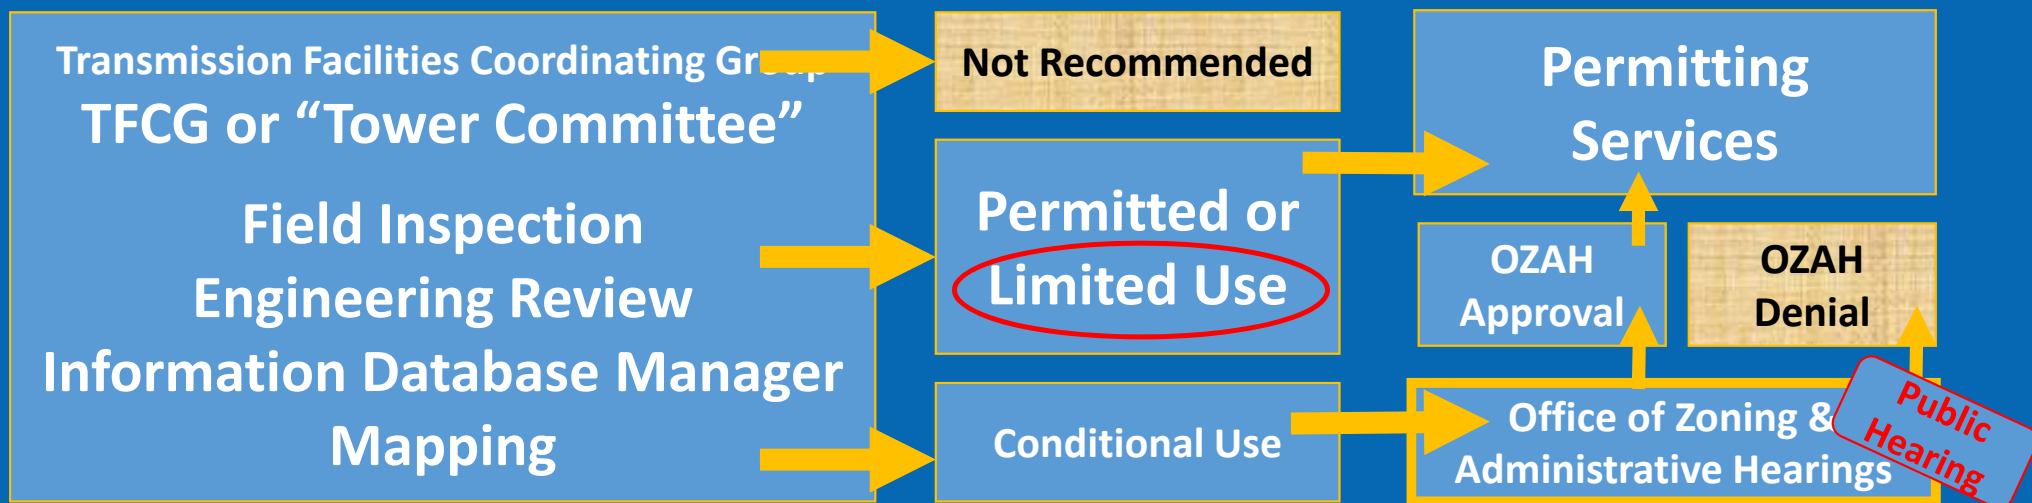 Transmission Facilities Coordinating Group
TFCG or “Tower Committee”
Field Inspection
Engineering Review
Information Database Manager
Mapping
Not Recommended
Permitted or
Limited Use
Conditional Use
Permitting
Services
OZAH
Approval
OZAH
Denial
Office of Zoning &
Administrative Hearings
Public
Hearing